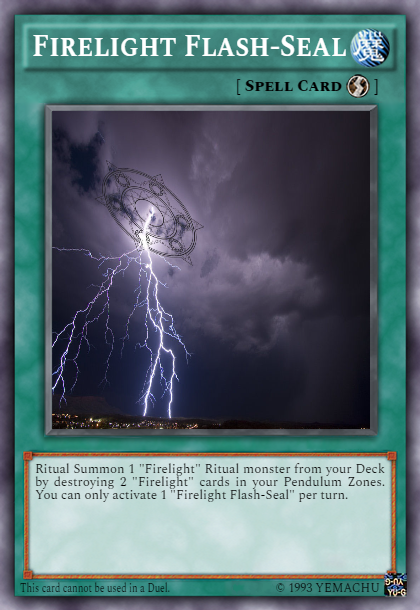 FIRELIGHT FLASH-SEAL 魔
[ SPELL CARD ]
Ritual Summon 1 "Firelight" Ritual monster from your Deck
by destroying 2 "Firelight" cards in your Pendulum Zones.
You can only activate 1 "Firelight Flash-Seal" per turn.
This card cannot be used in a Duel.
© 1993 YEMACHU